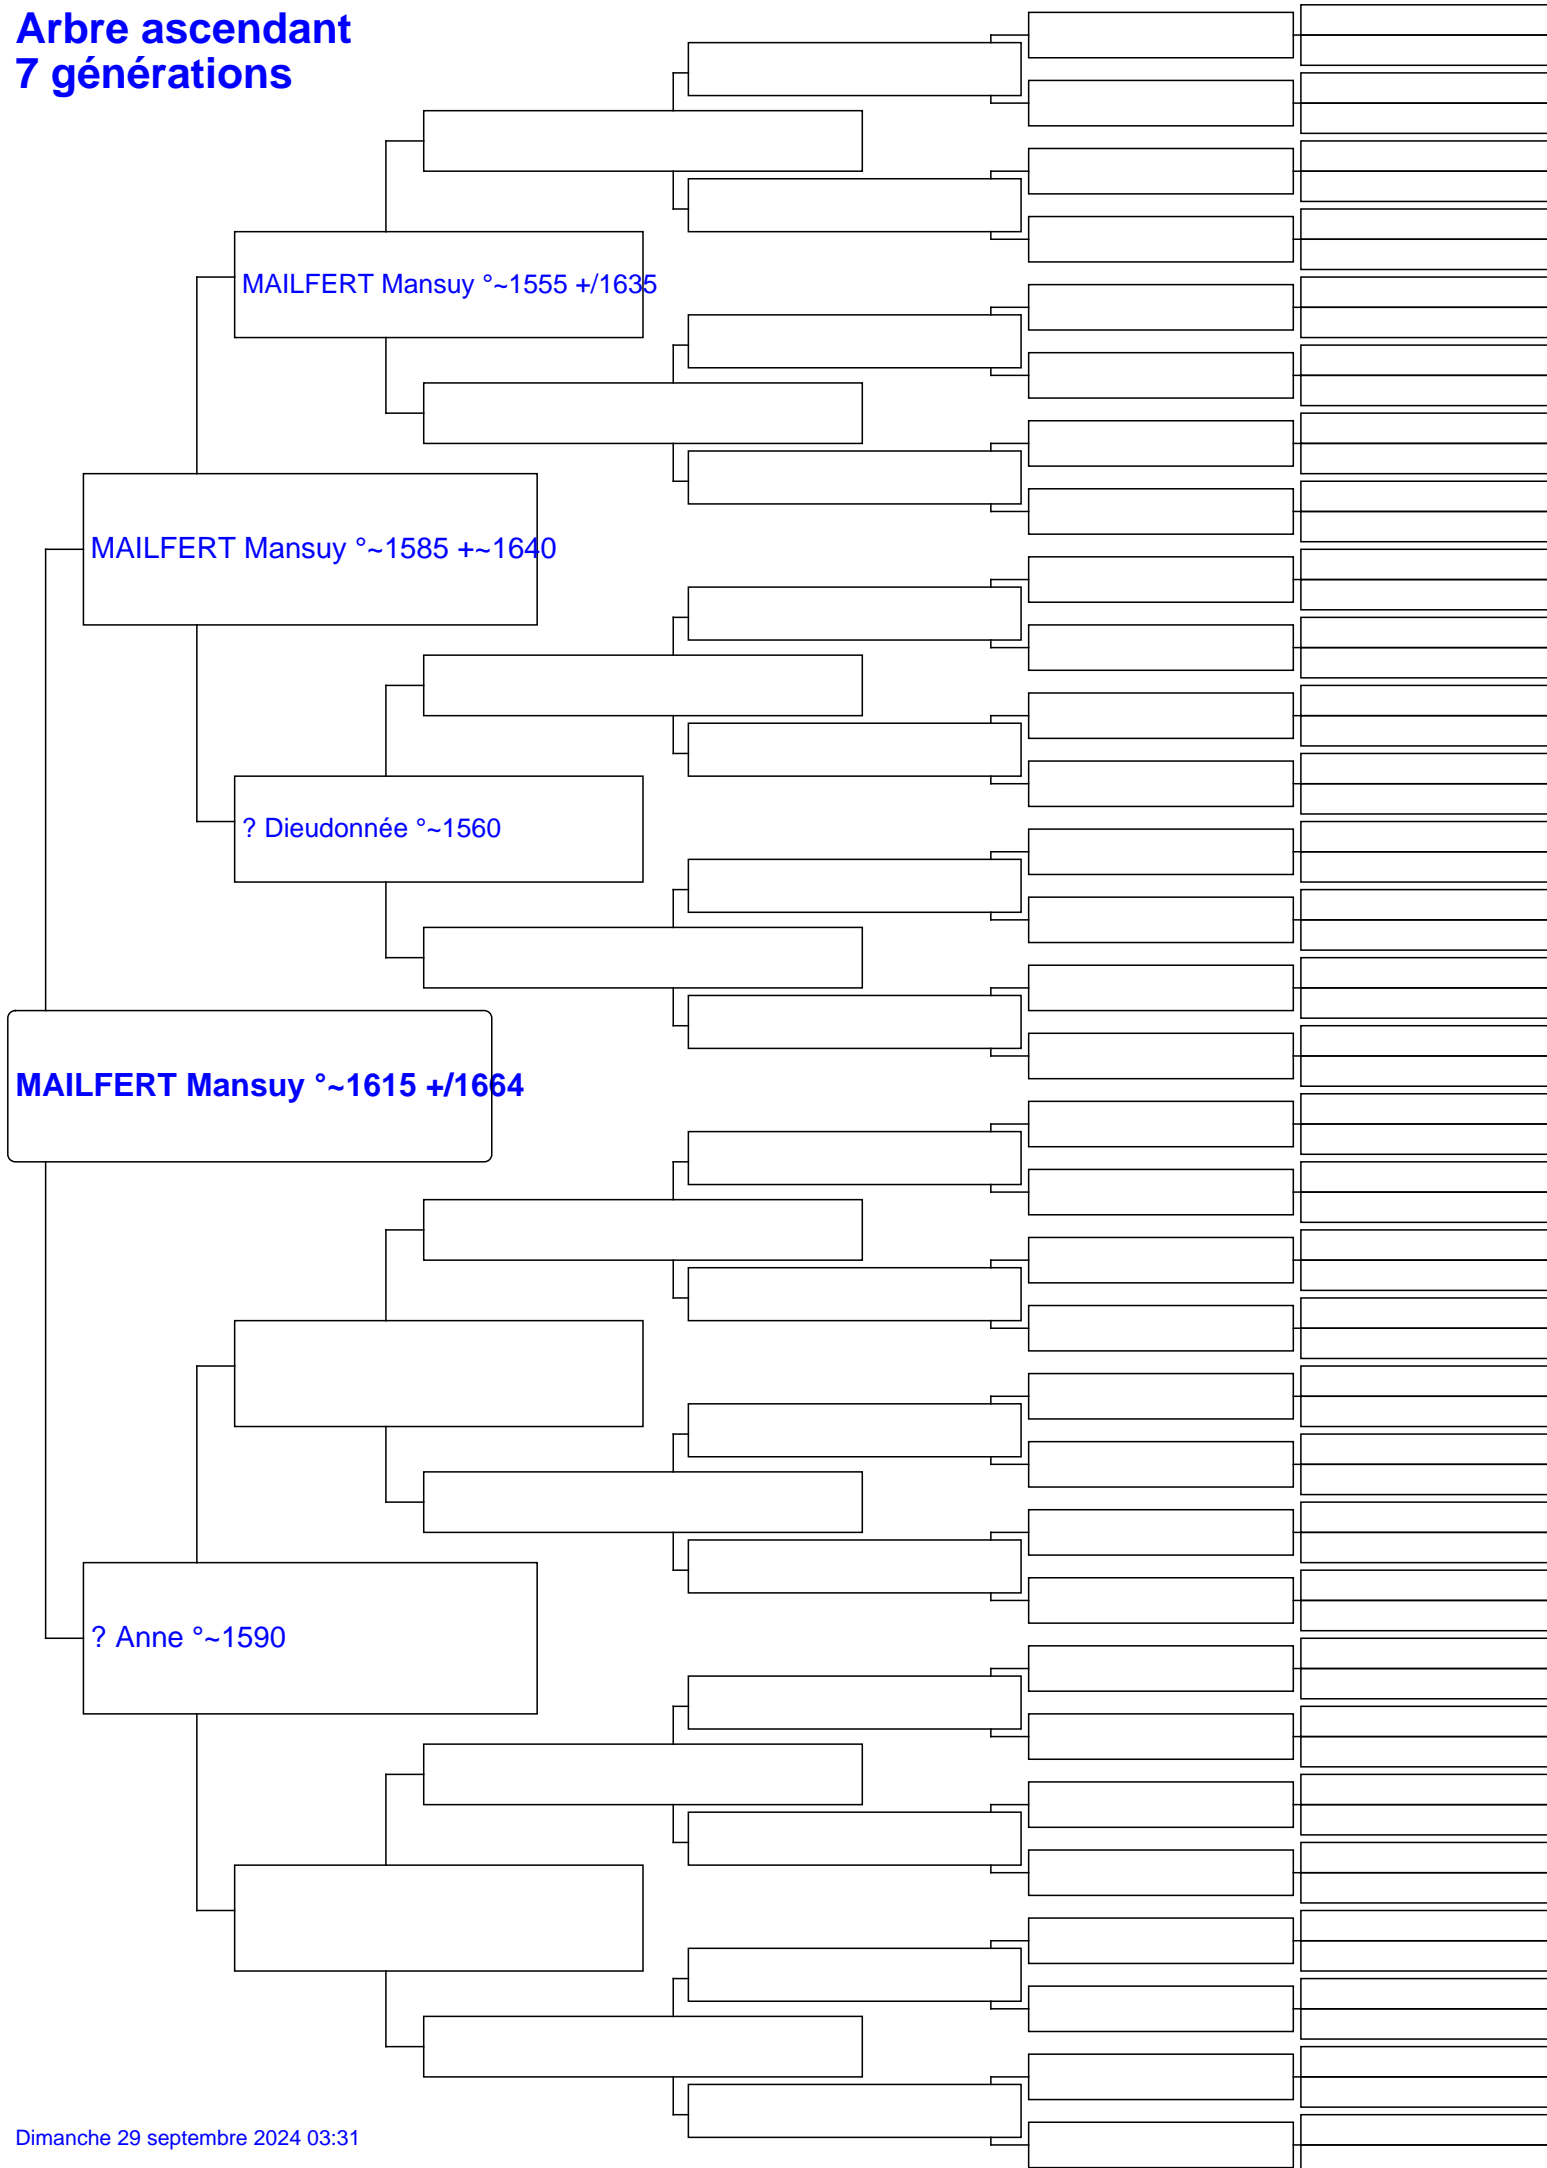 Arbre ascendant
7 générations
MAILFERT Mansuy °~1555 +/1635
MAILFERT Mansuy °~1585 +~1640
? Dieudonnée °~1560
MAILFERT Mansuy °~1615 +/1664
? Anne °~1590
Dimanche 29 septembre 2024 03:31